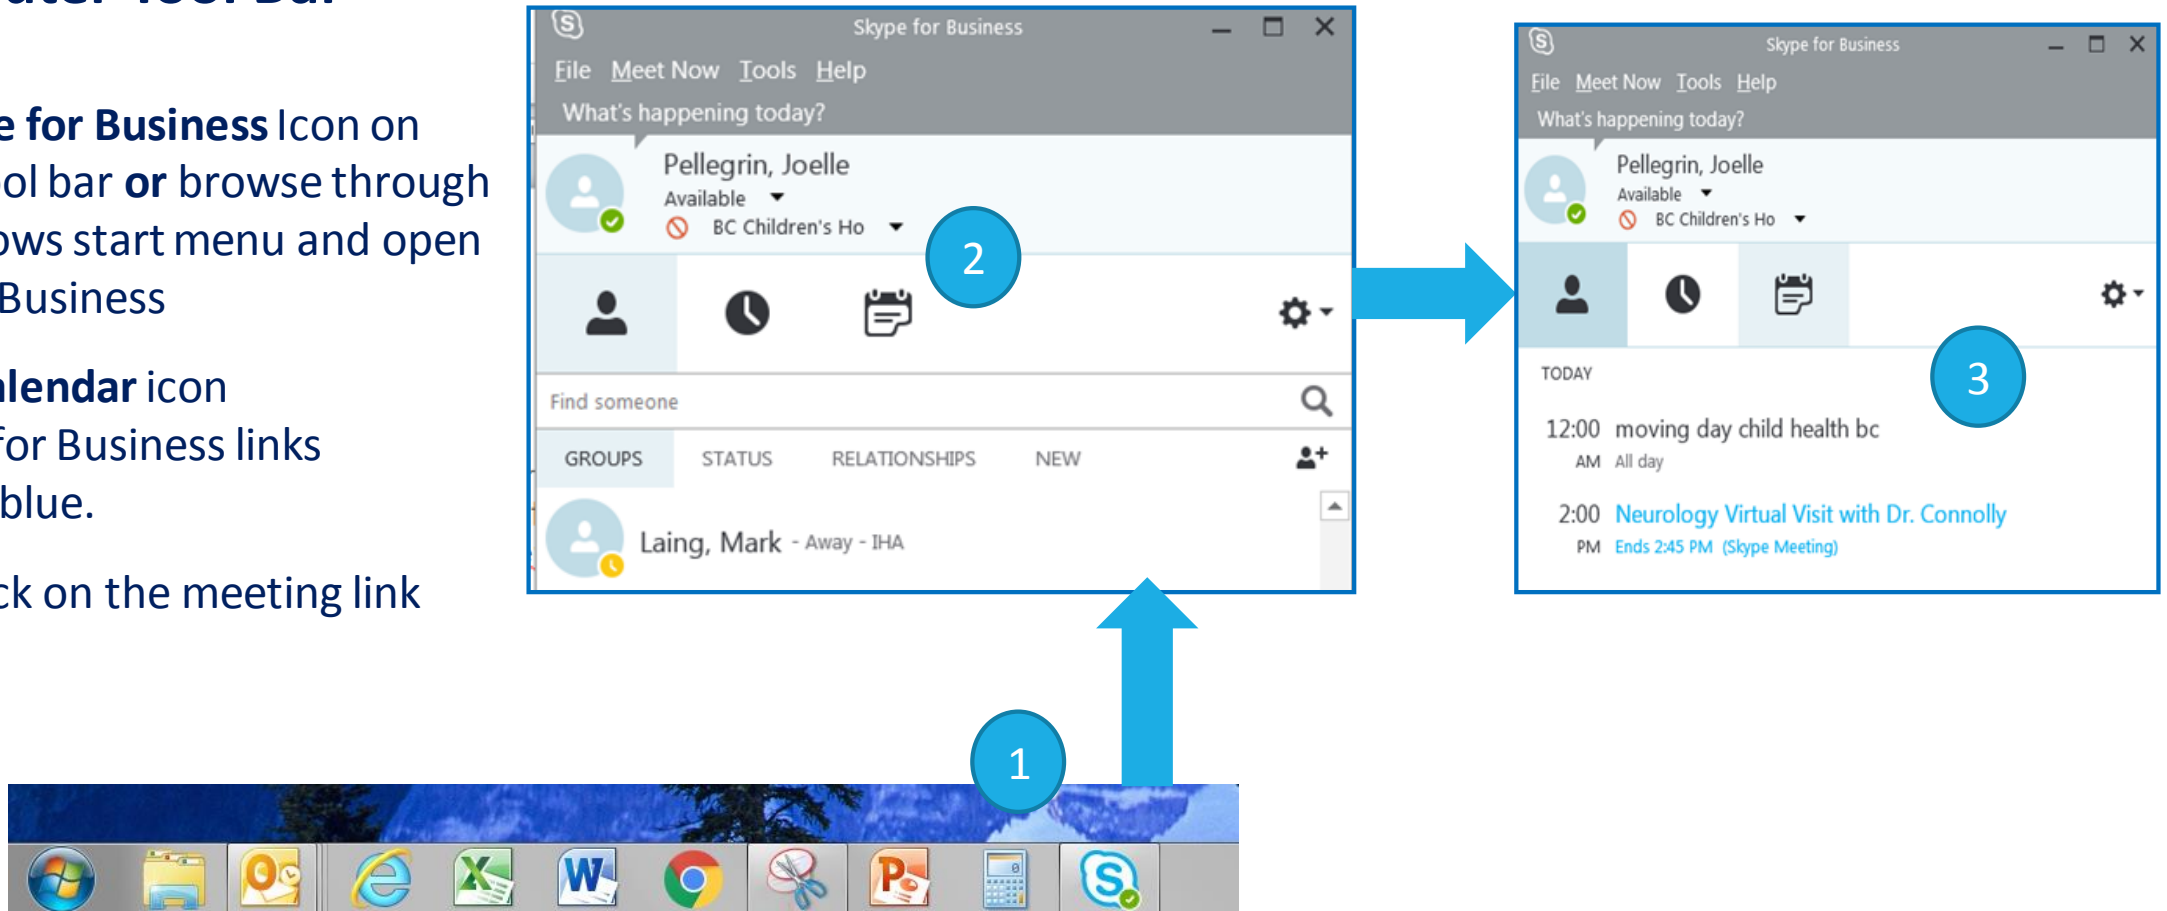 e for Business Icon on
ool bar or browse through
ows start menu and open
Business
alendar icon
for Business links
blue.
ck on the meeting link
Skype for Business
File Meet Now Tools Help
What's happening today?
Pellegrin, Joelle
Available
BC Children's Ho
2
Find someone
GROUPS STATUS RELATIONSHIPS NEW
Laing, Mark - Away - IHA
Skype for Business
File Meet Now Tools Help
What's happening today?
Pellegrin, Joelle
Available
BC Children's Ho
3
TODAY
12:00 moving day child health bc
AM All day
2:00 Neurology Virtual Visit with Dr. Connolly
PM Ends 2:45 PM (Skype Meeting)
1